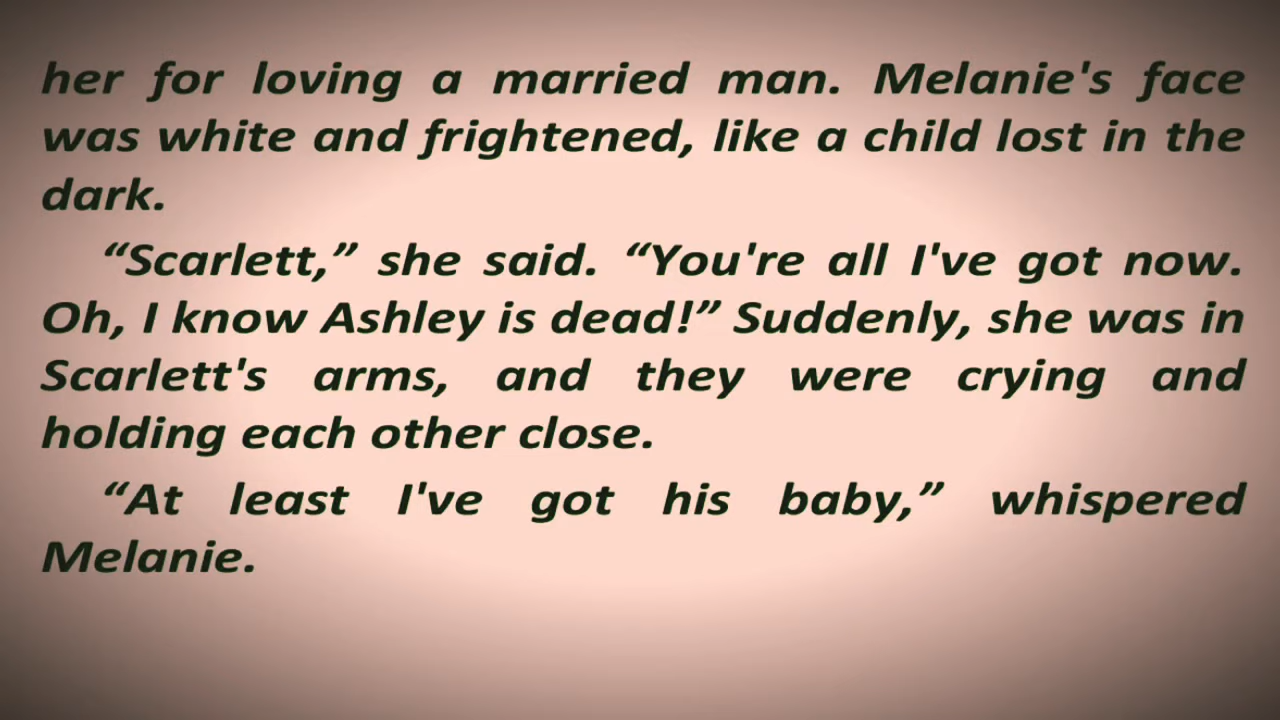 her for loving a married man. Melanie's face
was white and frightened, like a child lost in the
dark.
“Scarlett,” she said. “You're all I've got now.
Oh, I know Ashley is dead!” Suddenly, she was in
Scarlett's arms, and they were crying and
holding each other close.
“At least I've got his baby,” whispered
Melanie.